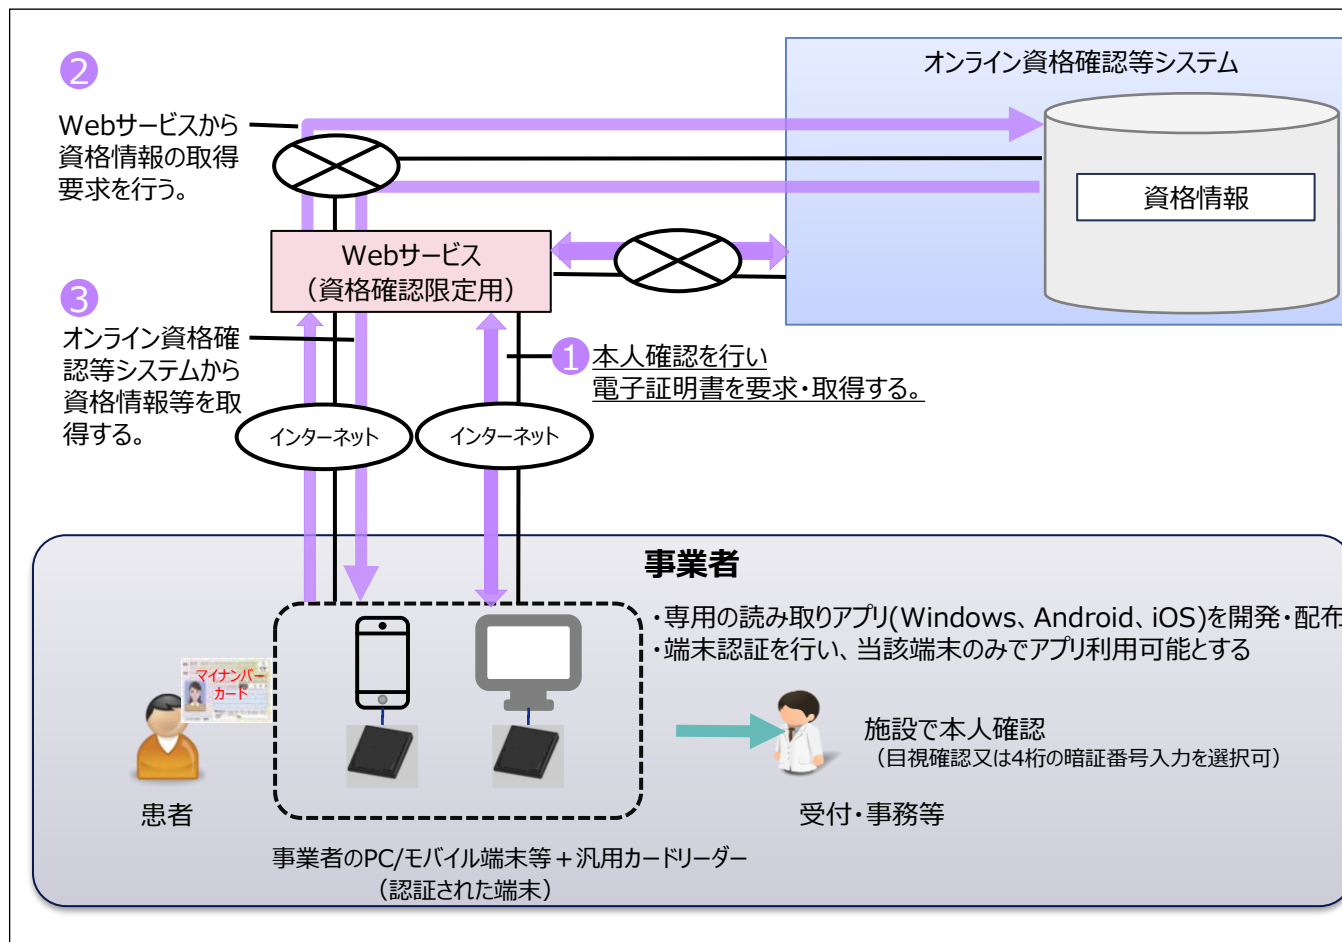 オンライン資格確認等システム
資格情報
❷
Webサービスから
資格情報の取得
要求を行う。
Webサービス
（資格確認限定用）
❸
オンライン資格確
認等システムから
資格情報等を取
得する。
❶
本人確認を行い
電子証明書を要求・取得する。
インターネット
インターネット
事業者
・専用の読み取りアプリ(Windows、Android、iOS)を開発・配布
・端末認証を行い、当該端末のみでアプリ利用可能とする
マイナンバー
カード
患者
施設で本人確認
（目視確認又は4桁の暗証番号入力を選択可）
受付・事務等
事業者のPC/モバイル端末等＋汎用カードリーダー
（認証された端末）